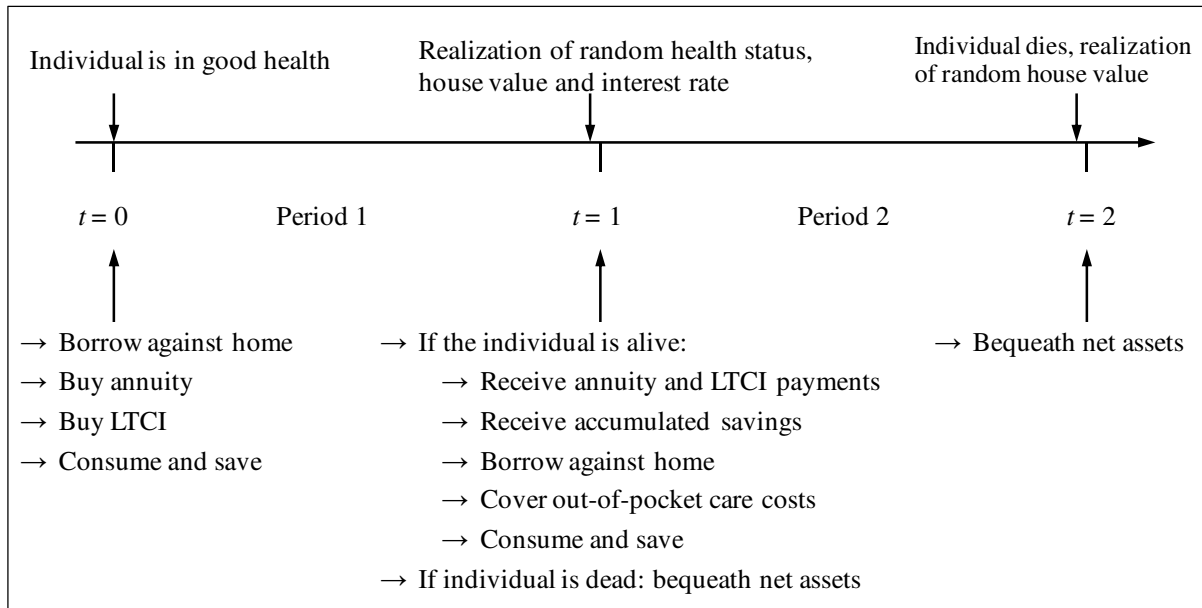 Individual is in good health
Realization of random health status,
house value and interest rate
Individual dies, realization
of random house value
t = 0
Period 1
t = 1
Period 2
t = 2
→ Borrow against home
→ Buy annuity
→ Buy LTCI
→ Consume and save
→ If the individual is alive:
→ Receive annuity and LTCI payments
→ Receive accumulated savings
→ Borrow against home
→ Cover out-of-pocket care costs
→ Consume and save
→ If individual is dead: bequeath net assets
→ Bequeath net assets